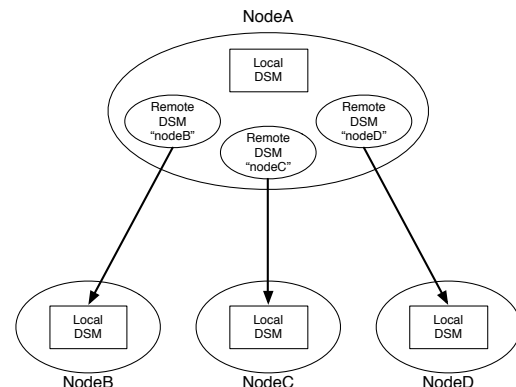 NodeA
Local
DSM
Remote
DSM
“nodeB”
Remote
DSM
“nodeC”
Remote
DSM
“nodeD”
Local
DSM
Local
DSM
Local
DSM
NodeB
NodeC
NodeD